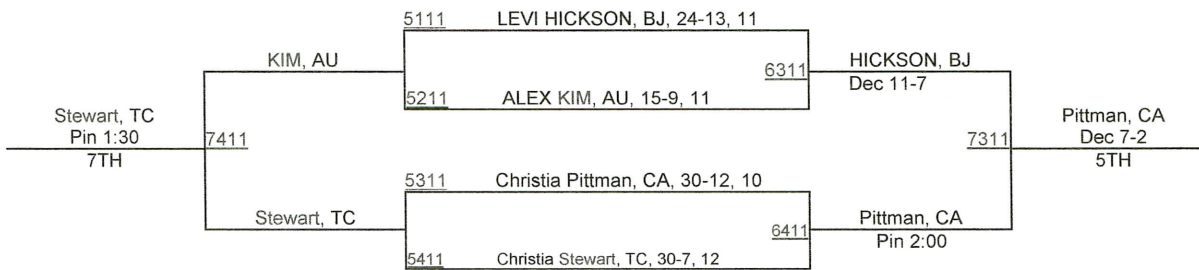 5111 LEVI HICKSON, BJ, 24-13, 11
KIM, AU
6311
HICKSON, BJ
Dec 11-7
5211 ALEX KIM, AU, 15-9, 11
Stewart, TC
Pin 1:30
7TH
7411
7311
Pittman, CA
Dec 7-2
5TH
5311 Christia Pittman, CA, 30-12, 10
Stewart, TC
6411
Pittman, CA
Pin 2:00
5411 Christia Stewart, TC, 30-7, 12